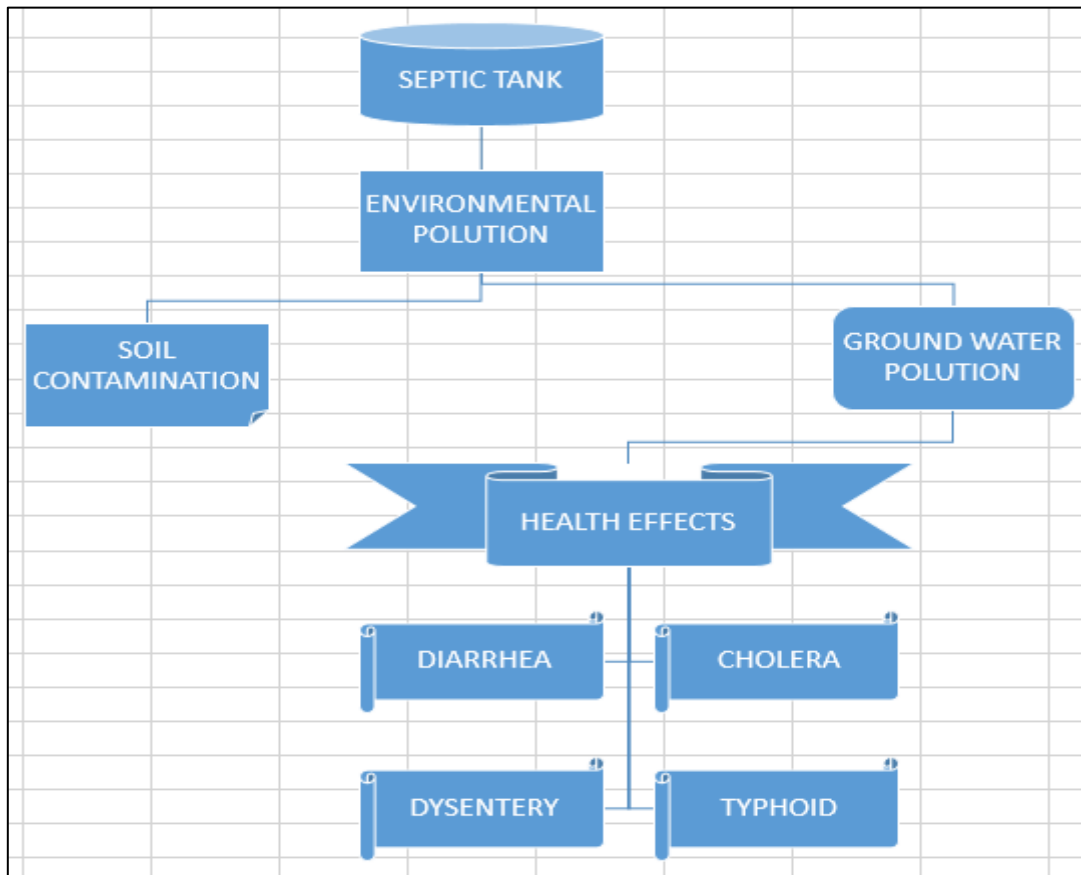 SEPTIC TANK
ENVIRONMENTAL
POLUTION
SOIL
CONTAMINATION
GROUND WATER
POLUTION
HEALTH EFFECTS
DIARRHEA
CHOLERA
DYSENTERY
TYPHOID